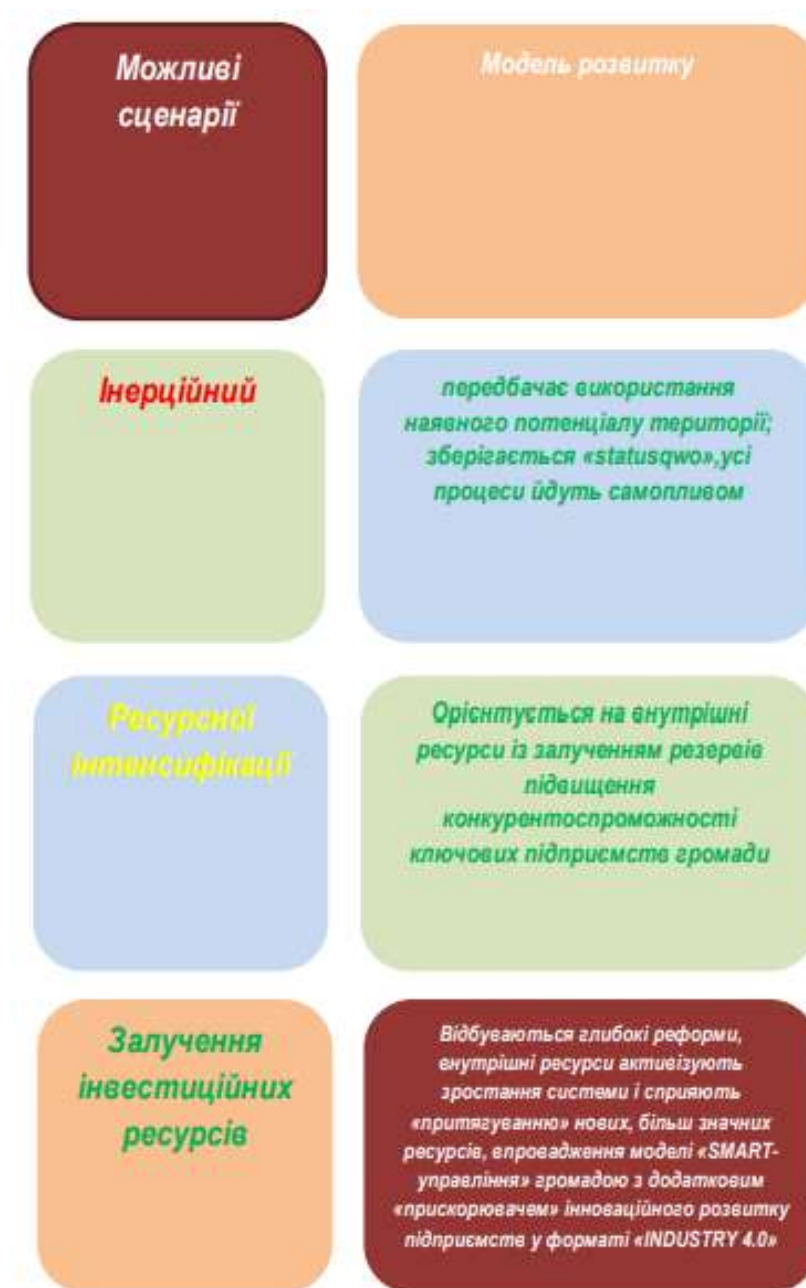 Можливі
сценарії
Модель розвитку
Інерційний
передбачає використання
наявного потенціалу території;
зберігається «statusqwo»,усі
процеси йдуть самопливом
Ресурсної
інтенсифікації
Орієнтується на внутрішні
ресурси із залученням резервів
підвищення
конкурентоспроможності
ключових підприємств громади
Залучення
інвестиційних
ресурсів
Відбуваються глибокі реформи,
внутрішні ресурси активізують
зростання системи і сприяють
«притягуванню» нових, більш значних
ресурсів, впровадження моделі «SMART-
управління» громадою з додатковим
«прискорювачем» інноваційного розвитку
підприємств у форматі «INDUSTRY 4.0»